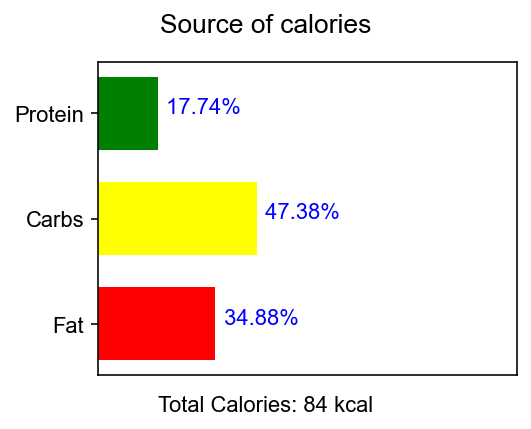 Source of calories
Protein 17.74%
Carbs 47.38%
Fat 34.88%
Total Calories: 84 kcal